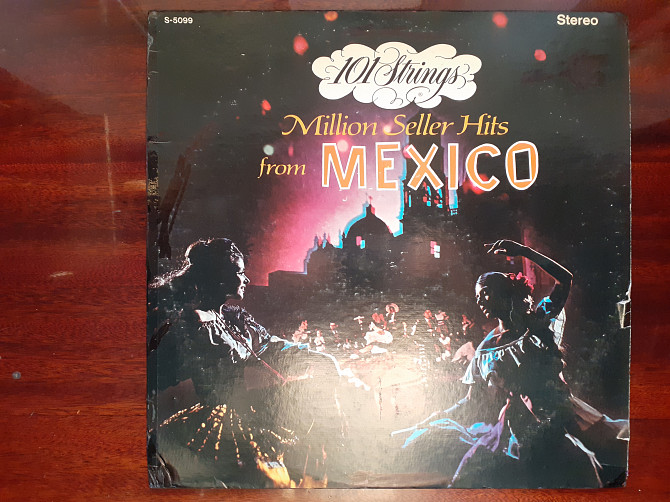 S-5099
Stereo
101 Strings®
Million Seller Hits
from MEXICO